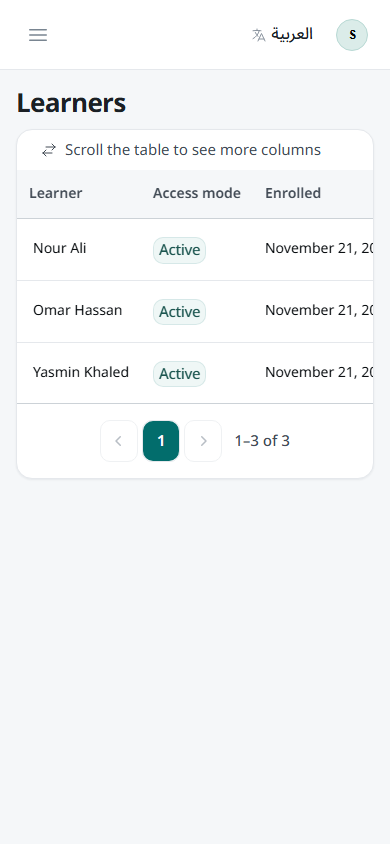 العربية
S
Learners
Scroll the table to see more columns
Learner Access mode Enrolled
Nour Ali Active November 21, 20
Omar Hassan Active November 21, 20
Yasmin Khaled Active November 21, 20
1 1–3 of 3